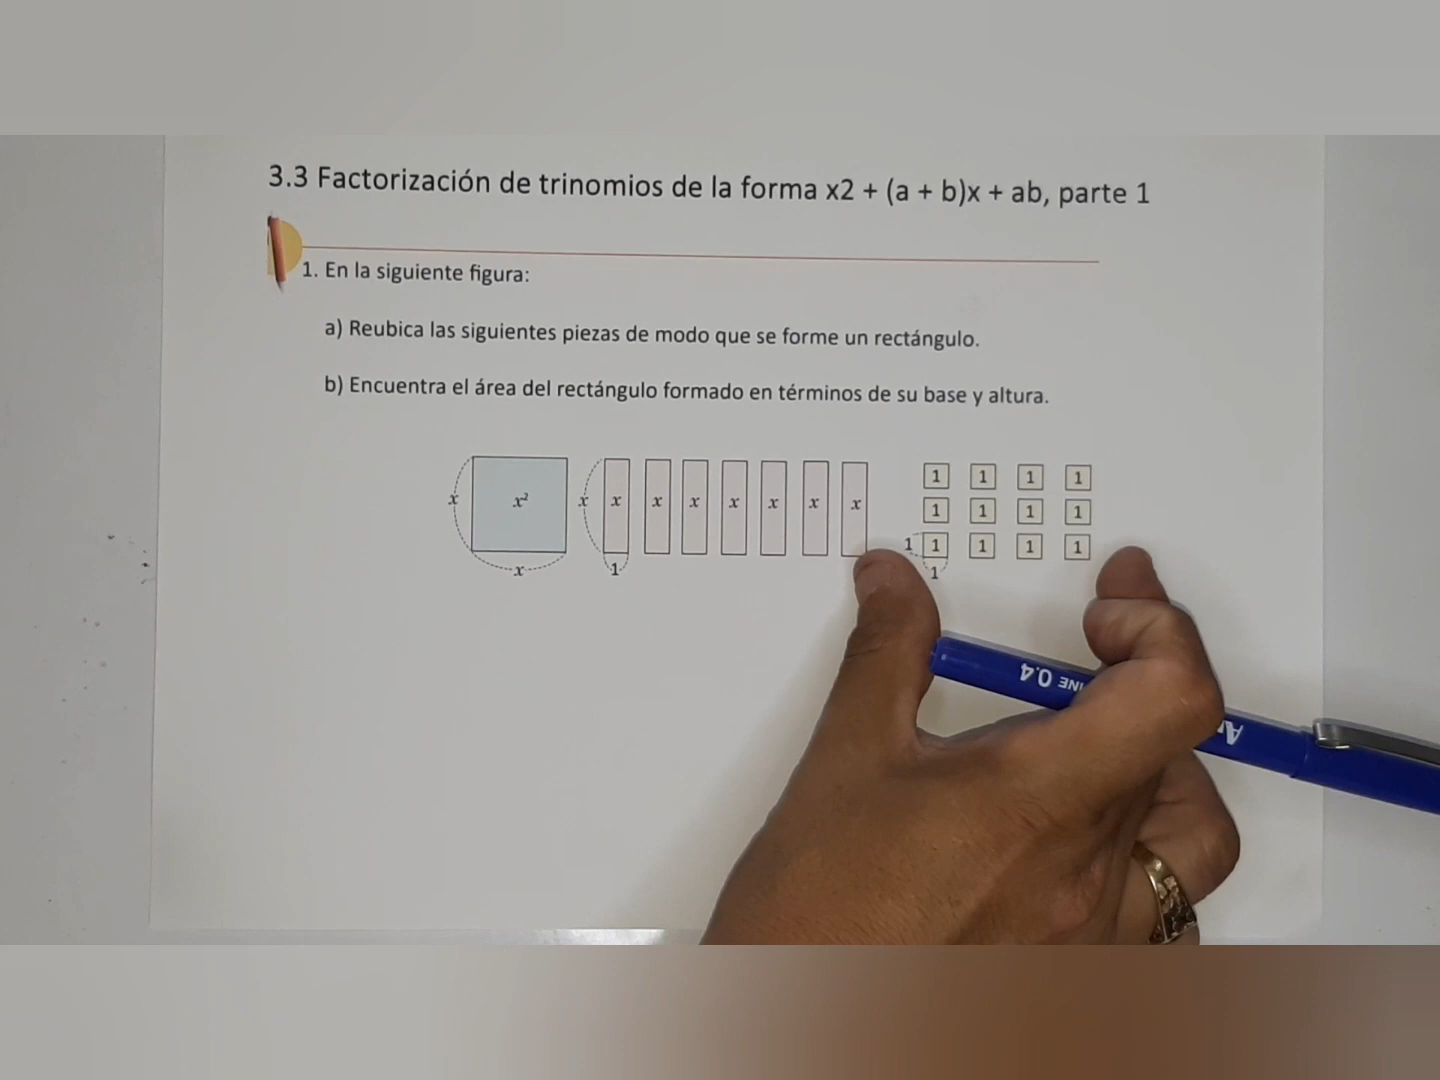 3.3 Factorización de trinomios de la forma x2 + (a + b)x + ab, parte 1
1. En la siguiente figura:
a) Reubica las siguientes piezas de modo que se forme un rectángulo.
b) Encuentra el área del rectángulo formado en términos de su base y altura.
x x² x x x x x x x x 1 1 1 1
1 1 1 1
1 1 1 1 1
x 1 1
INE 0.4